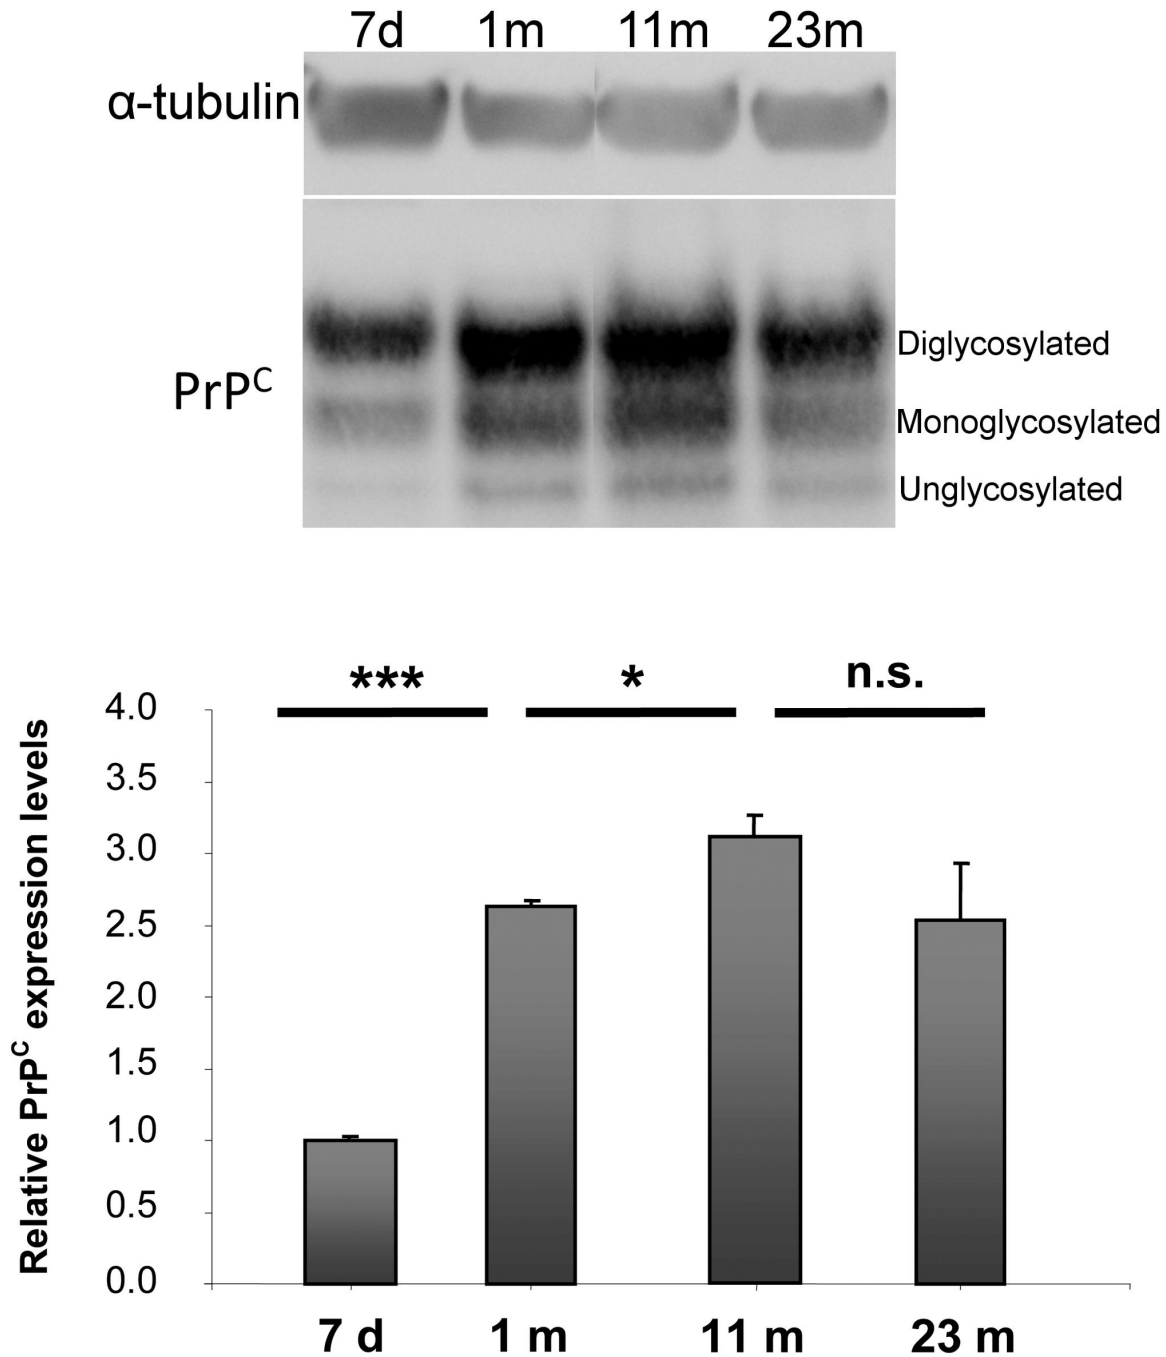 7d 1m 11m 23m
α-tubulin
PrPᶜ
Diglycosylated
Monoglycosylated
Unglycosylated
*** * n.s.
Relative PrPᶜ expression levels
4.0
3.5
3.0
2.5
2.0
1.5
1.0
0.5
0.0
7 d 1 m 11 m 23 m